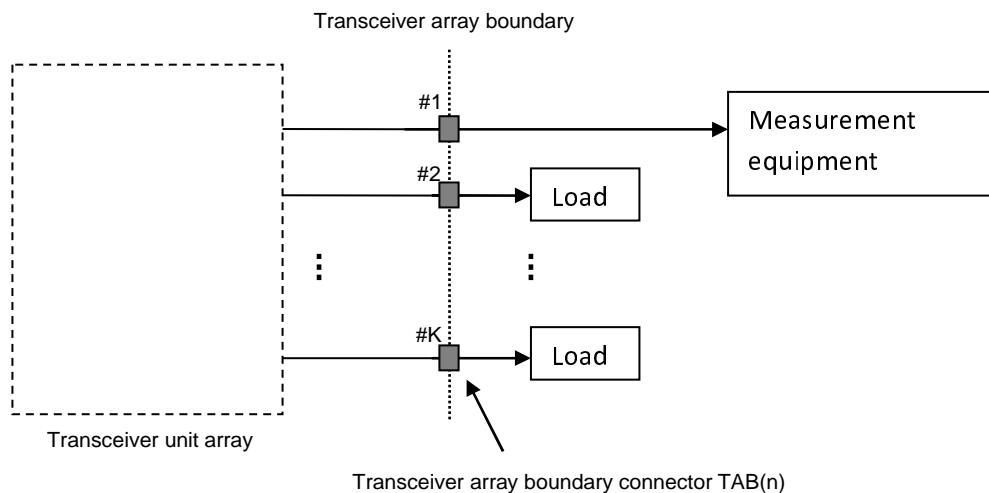 Transceiver array boundary
#1
Measurement
equipment
#2
Load
#K
Load
Transceiver unit array
Transceiver array boundary connector TAB(n)